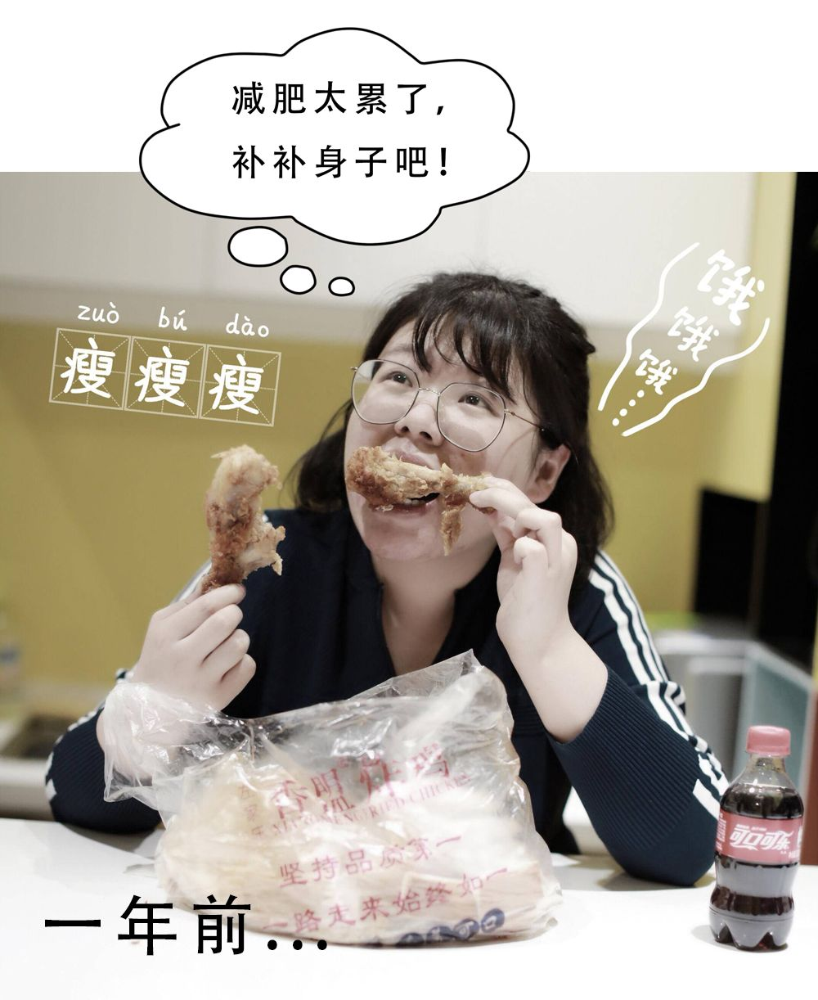 减肥太累了,
补补身子吧!
zuò bú dào
瘦瘦瘦
饿
饿
饿……
香盟炸鸡
XIANGMENGFRIEDCHICKEN
坚持品质第一
一路走来始终如一
可口可乐
一年前...